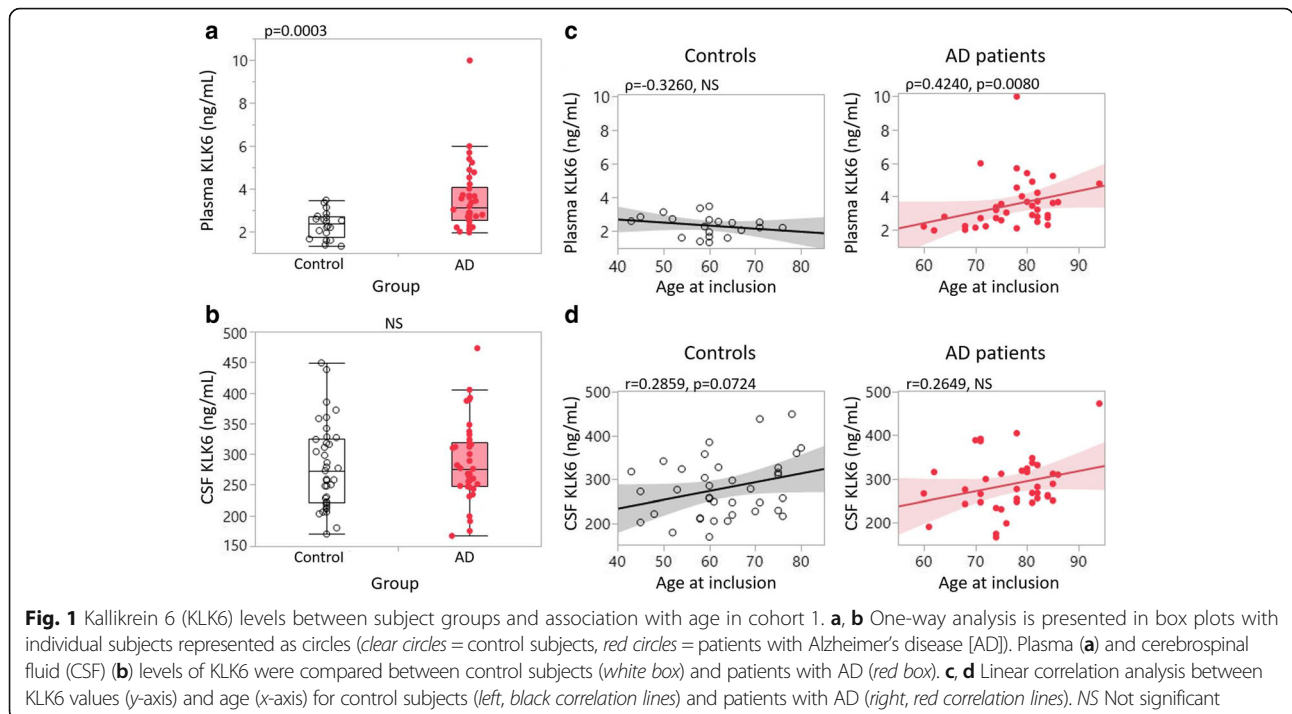 a
p=0.0003
10
8
6
4
2
Plasma KLK6 (ng/mL)
Control
AD
Group
b
NS
500
450
400
350
300
250
200
150
CSF KLK6 (ng/mL)
Control
AD
Group
c
Controls
ρ=-0.3260, NS
10
8
6
4
2
Plasma KLK6 (ng/mL)
40 50 60 70 80
Age at inclusion
AD patients
ρ=0.4240, p=0.0080
10
8
6
4
2
Plasma KLK6 (ng/mL)
60 70 80 90
Age at inclusion
d
Controls
r=0.2859, p=0.0724
500
400
300
200
CSF KLK6 (ng/mL)
40 50 60 70 80
Age at inclusion
AD patients
r=0.2649, NS
500
400
300
200
CSF KLK6 (ng/mL)
60 70 80 90
Age at inclusion
Fig. 1 Kallikrein 6 (KLK6) levels between subject groups and association with age in cohort 1. a, b One-way analysis is presented in box plots with
individual subjects represented as circles (clear circles = control subjects, red circles = patients with Alzheimer's disease [AD]). Plasma (a) and cerebrospinal
fluid (CSF) (b) levels of KLK6 were compared between control subjects (white box) and patients with AD (red box). c, d Linear correlation analysis between
KLK6 values (y-axis) and age (x-axis) for control subjects (left, black correlation lines) and patients with AD (right, red correlation lines). NS Not significant